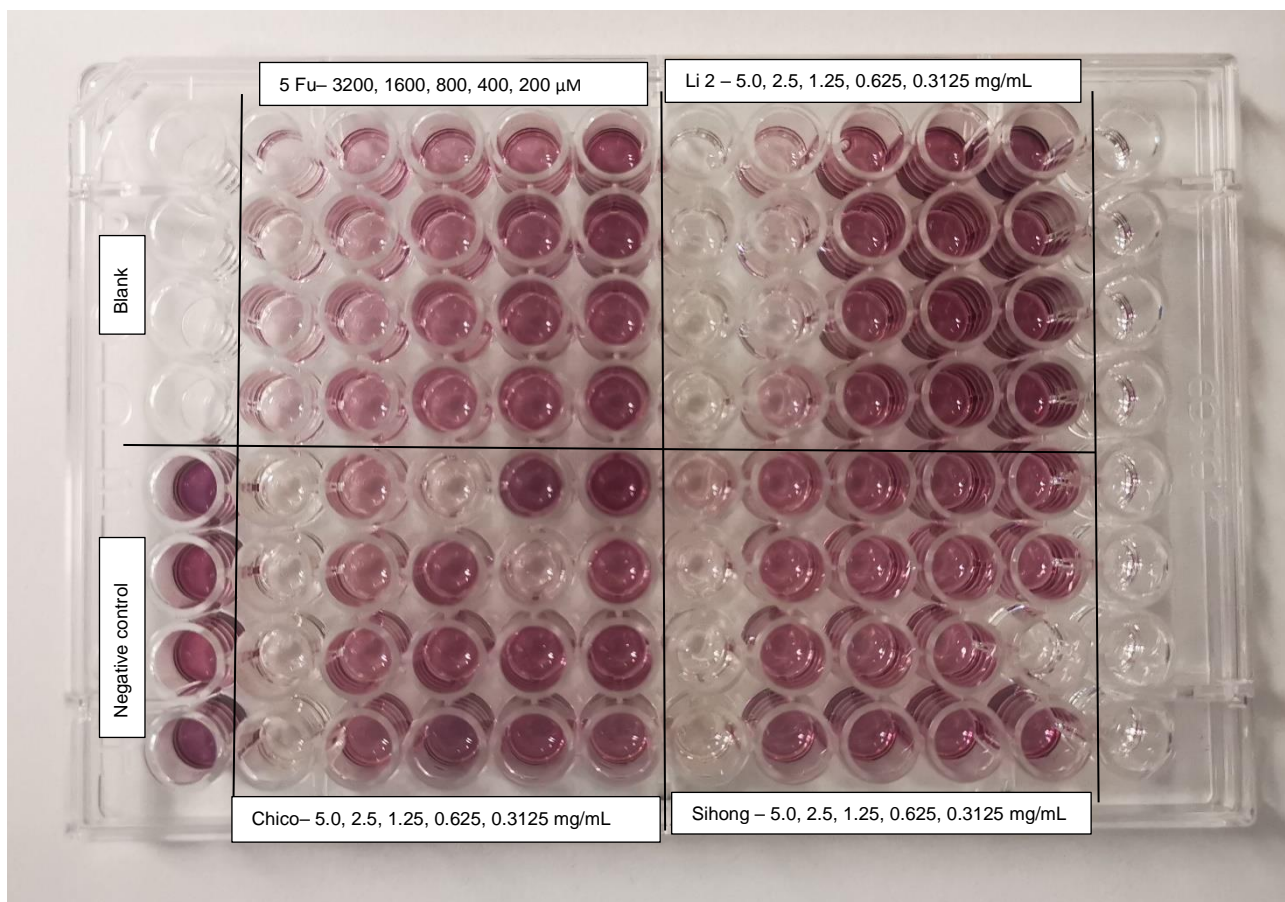 5 Fu– 3200, 1600, 800, 400, 200 µM
Li 2 – 5.0, 2.5, 1.25, 0.625, 0.3125 mg/mL
Blank
Negative control
Chico– 5.0, 2.5, 1.25, 0.625, 0.3125 mg/mL
Sihong – 5.0, 2.5, 1.25, 0.625, 0.3125 mg/mL